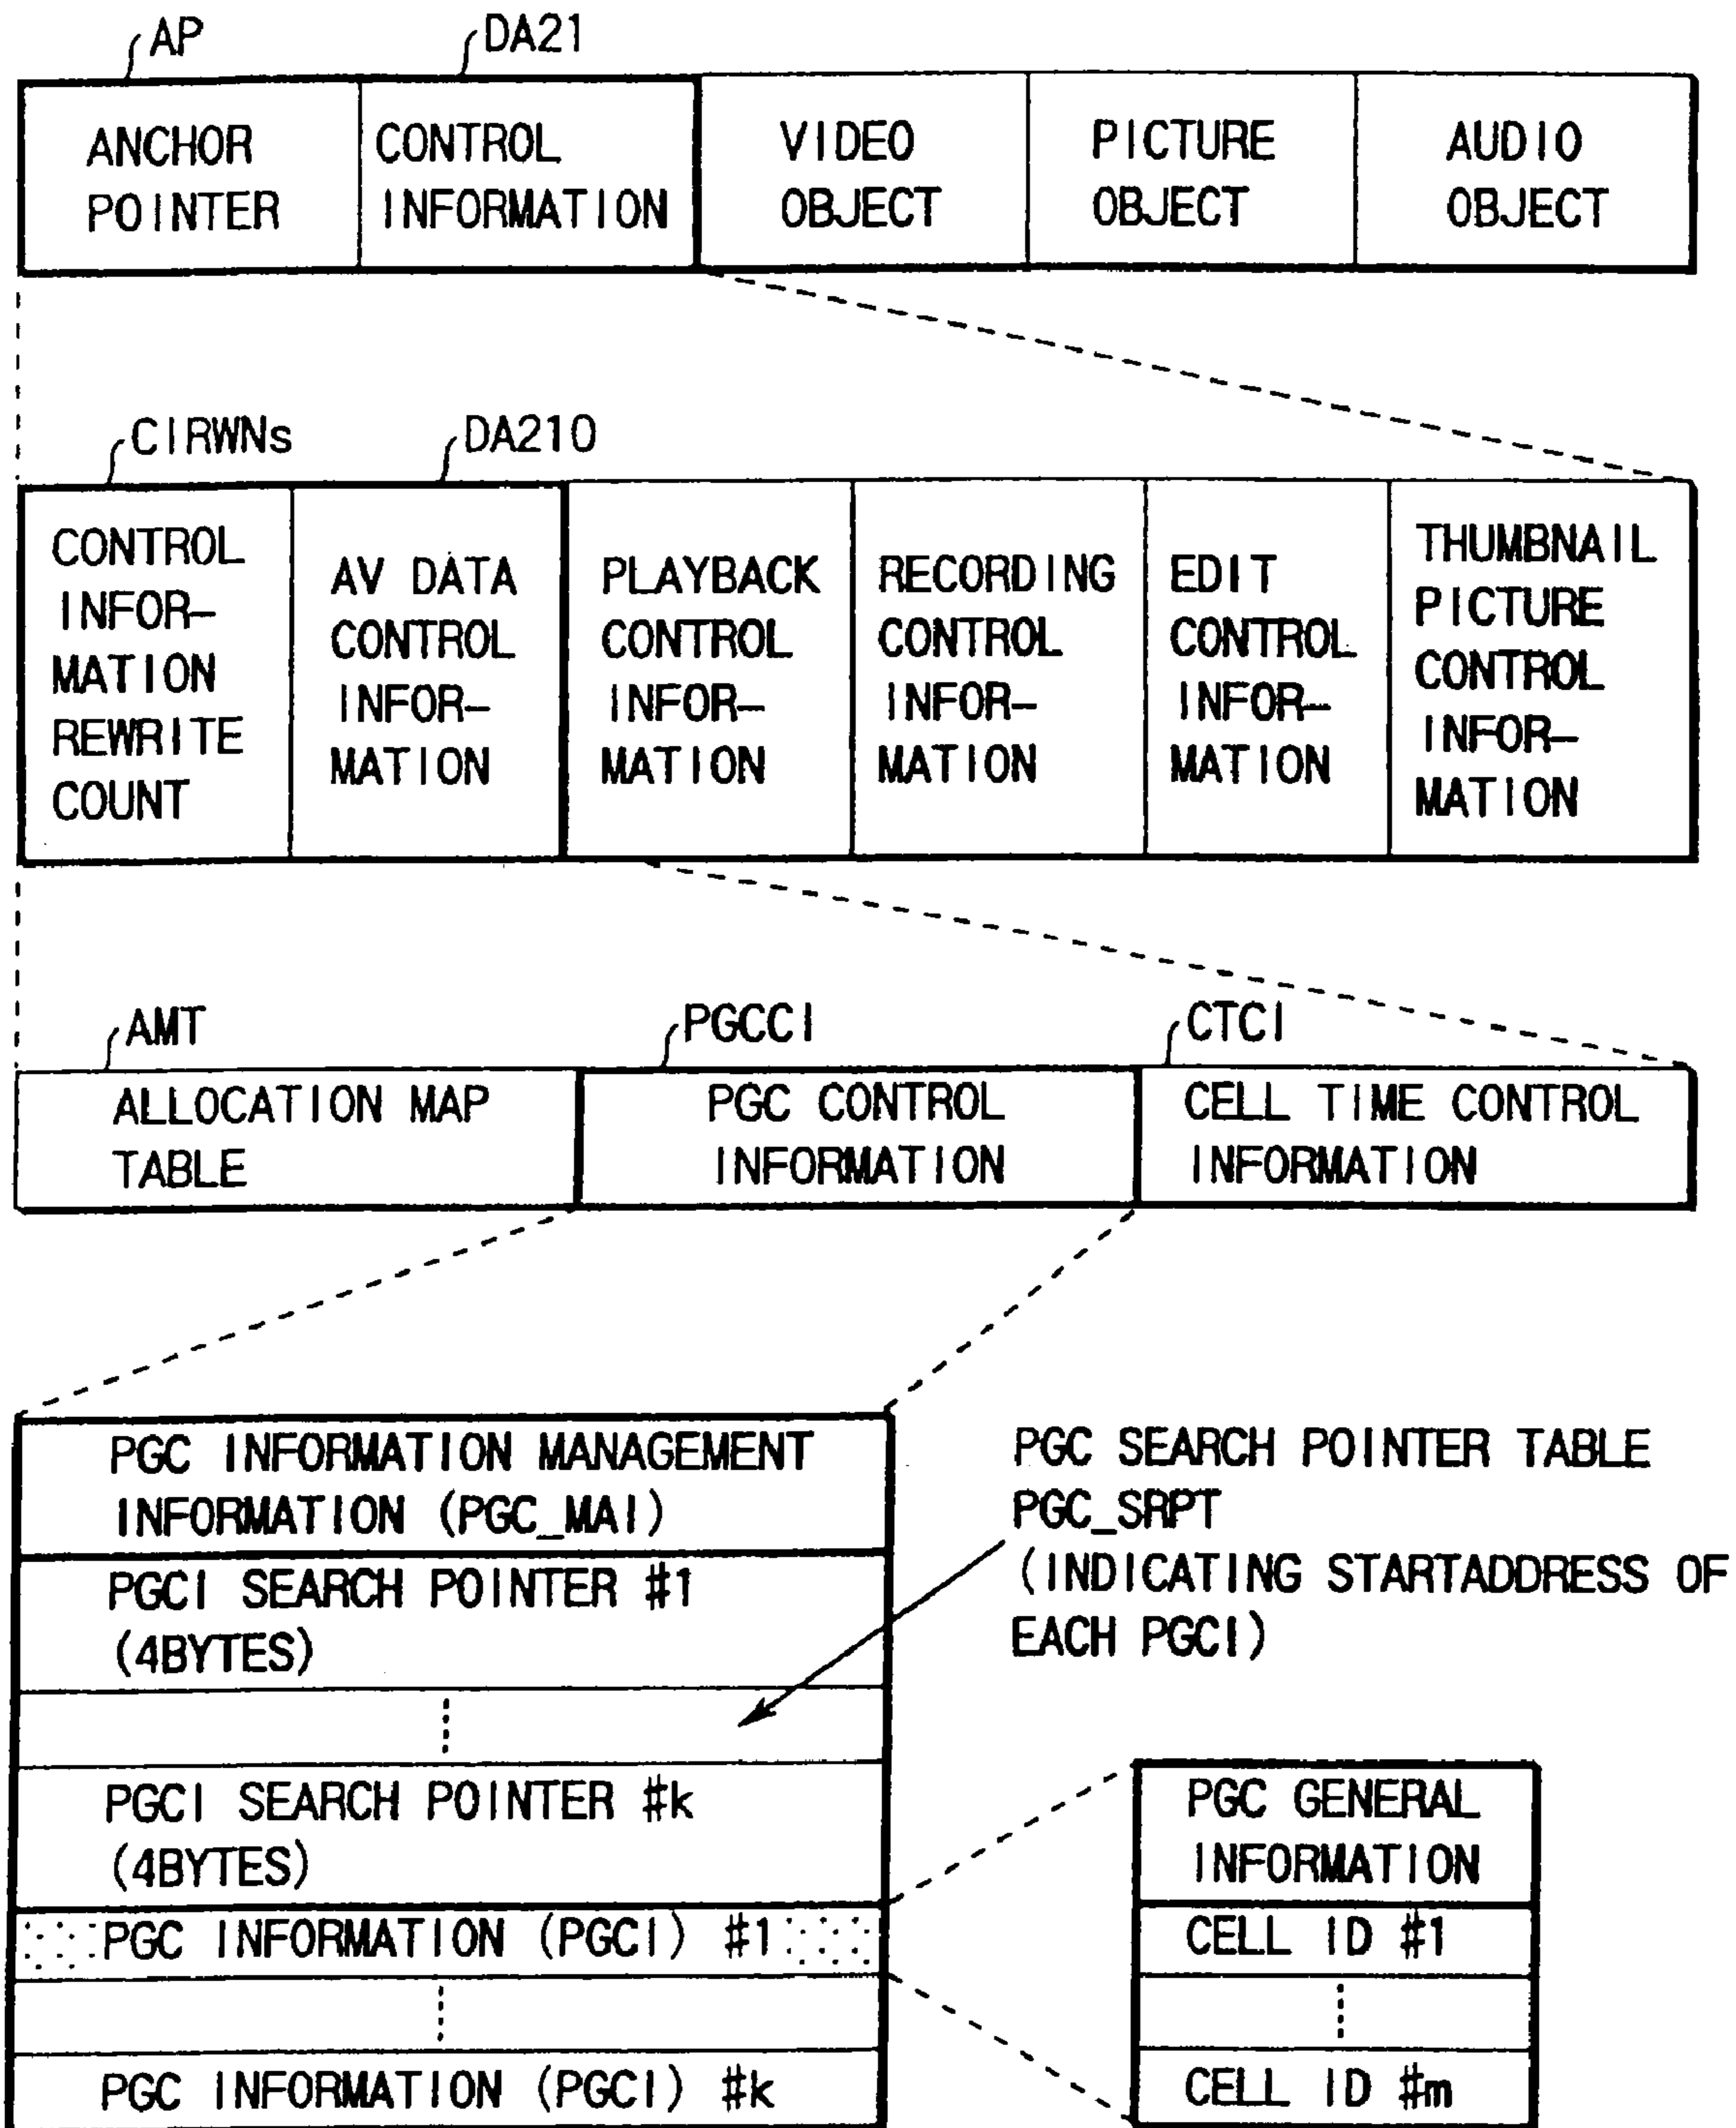 AP
DA21
ANCHOR
POINTER
CONTROL
INFORMATION
VIDEO
OBJECT
PICTURE
OBJECT
AUDIO
OBJECT
CIRWNs
DA210
CONTROL
INFOR-
MATION
REWRITE
COUNT
AV DATA
CONTROL
INFOR-
MATION
PLAYBACK
CONTROL
INFOR-
MATION
RECORDING
CONTROL
INFOR-
MATION
EDIT
CONTROL
INFOR-
MATION
THUMBNAIL
PICTURE
CONTROL
INFOR-
MATION
AMT
PGCCI
CTCI
ALLOCATION MAP
TABLE
PGC CONTROL
INFORMATION
CELL TIME CONTROL
INFORMATION
PGC INFORMATION MANAGEMENT
INFORMATION (PGC_MAI)
PGCI SEARCH POINTER #1
(4BYTES)
PGCI SEARCH POINTER #k
(4BYTES)
PGC INFORMATION (PGCI) #1
PGC INFORMATION (PGCI) #k
PGC SEARCH POINTER TABLE
PGC_SRPT
(INDICATING STARTADDRESS OF
EACH PGCI)
PGC GENERAL
INFORMATION
CELL ID #1
CELL ID #m